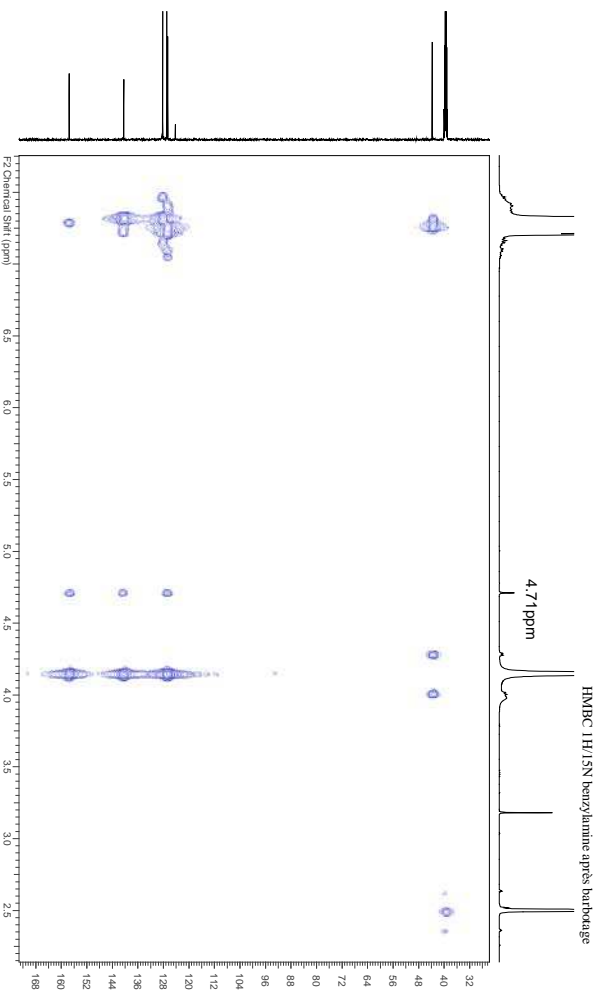 HMBC 1H/15N benzylamine après barbotage
4.71ppm
F2 Chemical Shift (ppm)
6.5
6.0
5.5
5.0
4.5
4.0
3.5
3.0
2.5
168 160 152 144 136 128 120 112 104 96 88 80 72 64 56 48 40 32